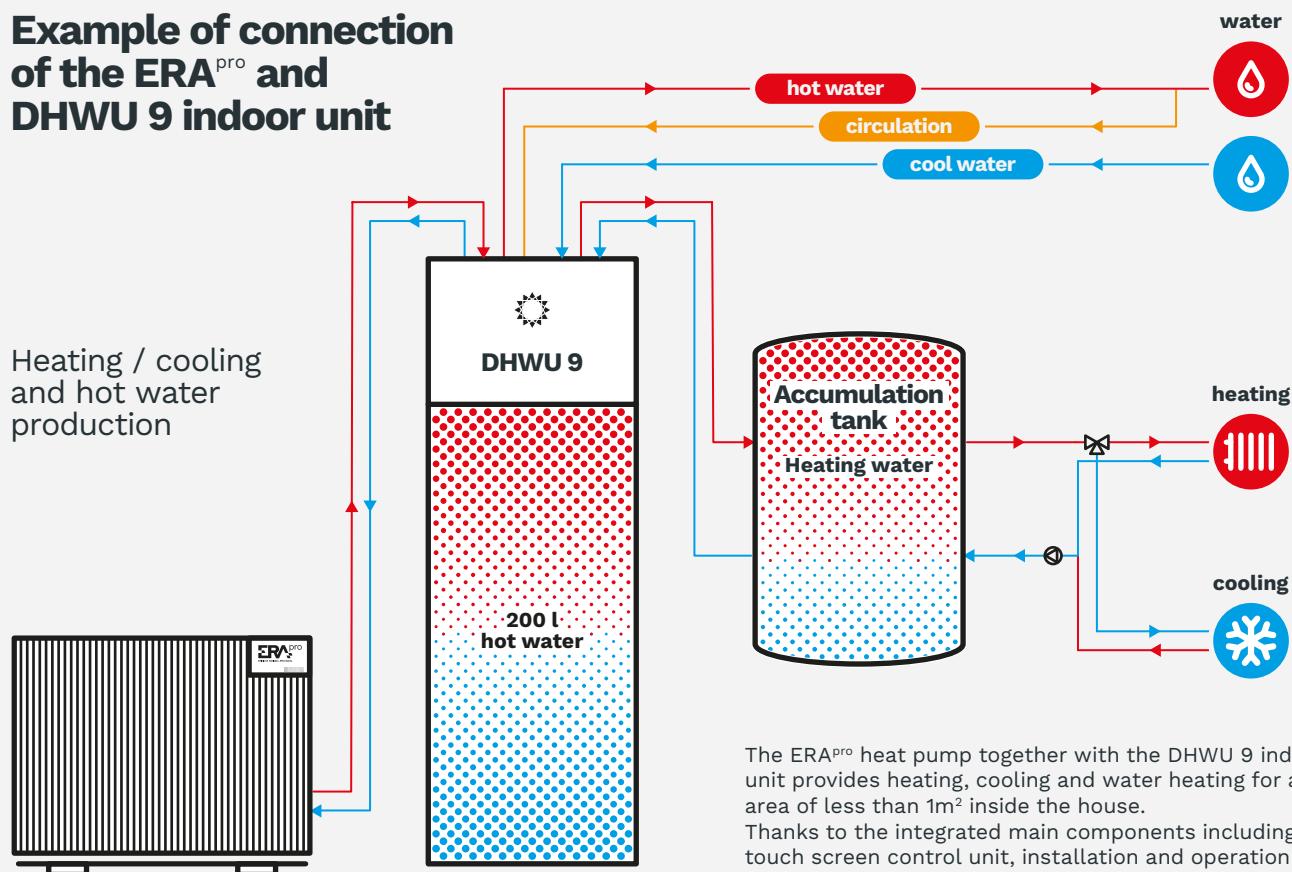 Example of connection
of the ERApro and
DHWU 9 indoor unit
water
hot water
circulation
cool water
Heating / cooling
and hot water
production
DHWU 9
200 l
hot water
Accumulation
tank
Heating water
heating
cooling
ERApro
The ERApro heat pump together with the DHWU 9 ind
unit provides heating, cooling and water heating for a
area of less than 1m²  inside the house.
Thanks to the integrated main components including
touch screen control unit, installation and operation